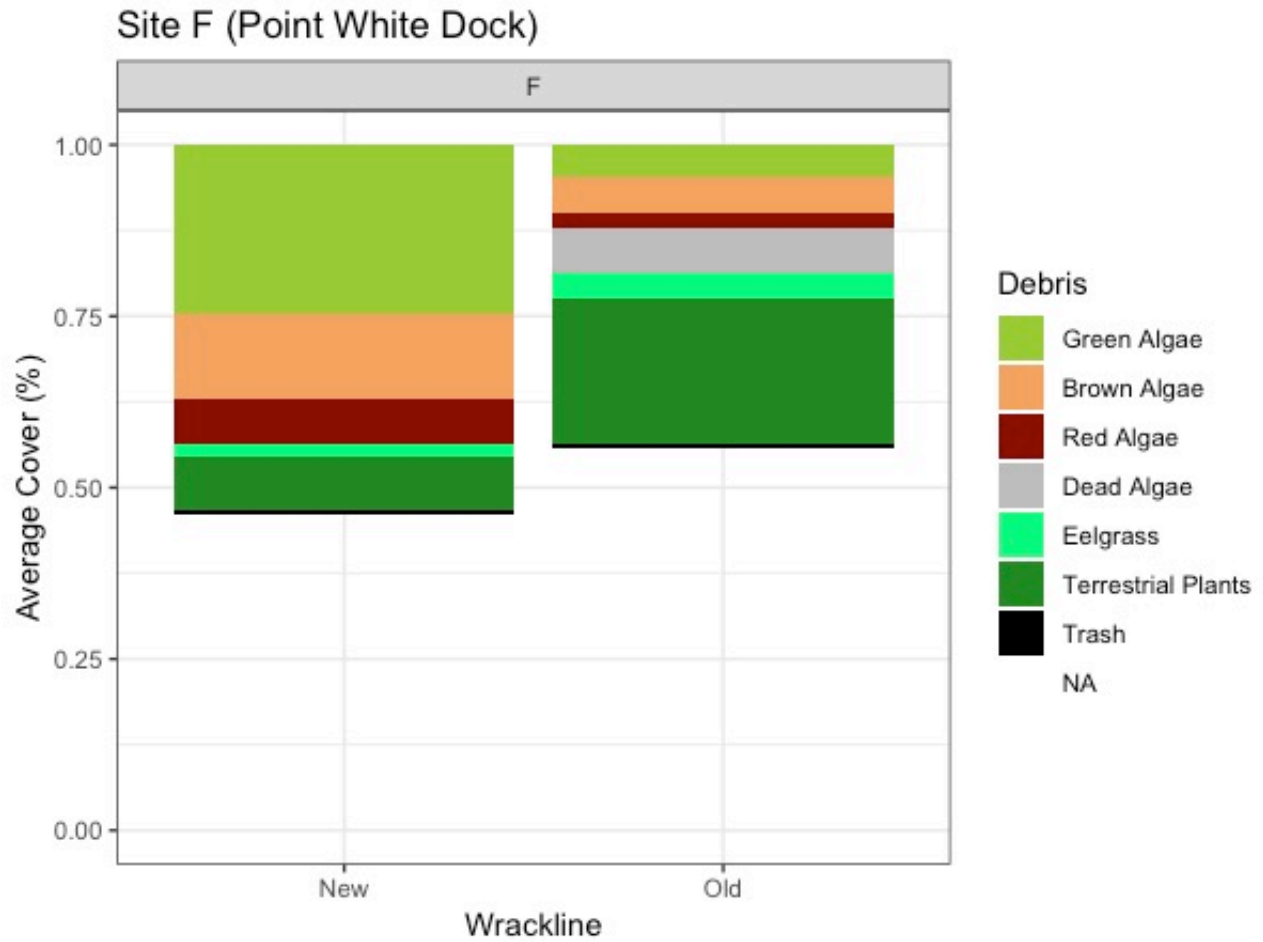 Site F (Point White Dock)
F
1.00
0.75
0.50
0.25
0.00
Average Cover (%)
New
Old
Wrackline
Debris
Green Algae
Brown Algae
Red Algae
Dead Algae
Eelgrass
Terrestrial Plants
Trash
NA